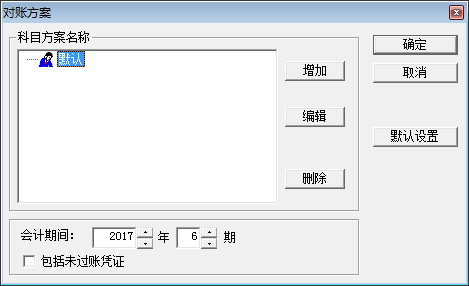 对账方案
科目方案名称
默认
增加
编辑
删除
确定
取消
默认设置
会计期间： 2017 年 6 期
包括未过账凭证